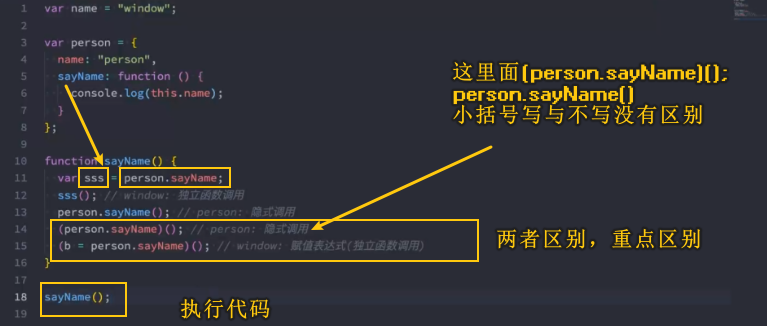 var name = "window";
var person = {
name: "person",
sayName: function () {
console.log(this.name);
}
};
function sayName() {
var sss = person.sayName;
sss(); // window: 独立函数调用
person.sayName(); // person: 隐式调用
(person.sayName)(); // person: 隐式调用
(b = person.sayName)(); // window: 赋值表达式(独立函数调用)
}
sayName();
这里面(person.sayName)();
person.sayName()
小括号写与不写没有区别
两者区别，重点区别
执行代码
1
2
3
4
5
6
7
8
9
10
11
12
13
14
15
16
17
18
19